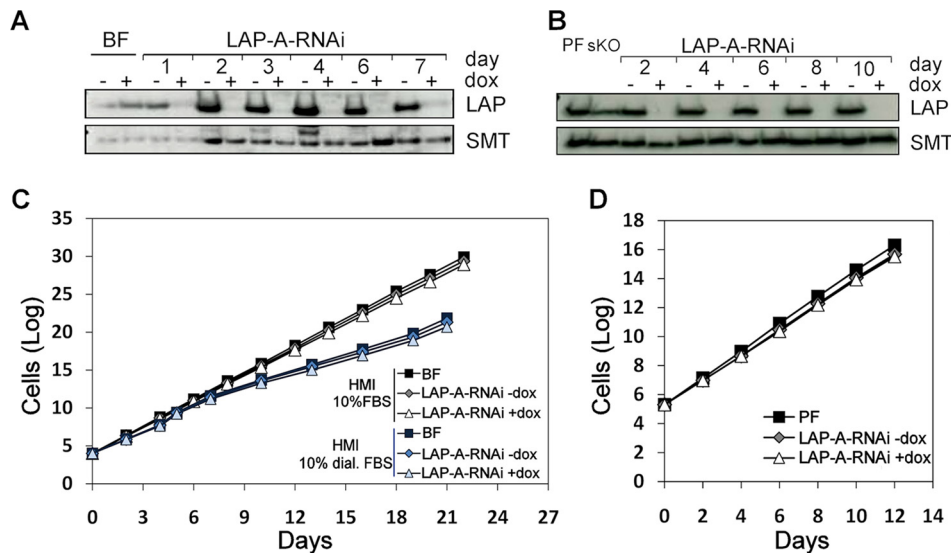 A
BF LAP-A-RNAi
1 2 3 4 6 7 day
- + - + - + - + - + - + - + dox
LAP
SMT
B
PF sKO LAP-A-RNAi
2 4 6 8 10 day
- + - + - + - + - + dox
LAP
SMT
C
35
30
25
20
15
10
5
0
Cells (Log)
0 3 6 9 12 15 18 21 24 27
Days
HMI
10%FBS
BF
LAP-A-RNAi -dox
LAP-A-RNAi +dox
HMI
10% dial. FBS
BF
LAP-A-RNAi -dox
LAP-A-RNAi +dox
D
18
16
14
12
10
8
6
4
2
0
Cells (Log)
0 2 4 6 8 10 12 14
Days
PF
LAP-A-RNAi -dox
LAP-A-RNAi +dox